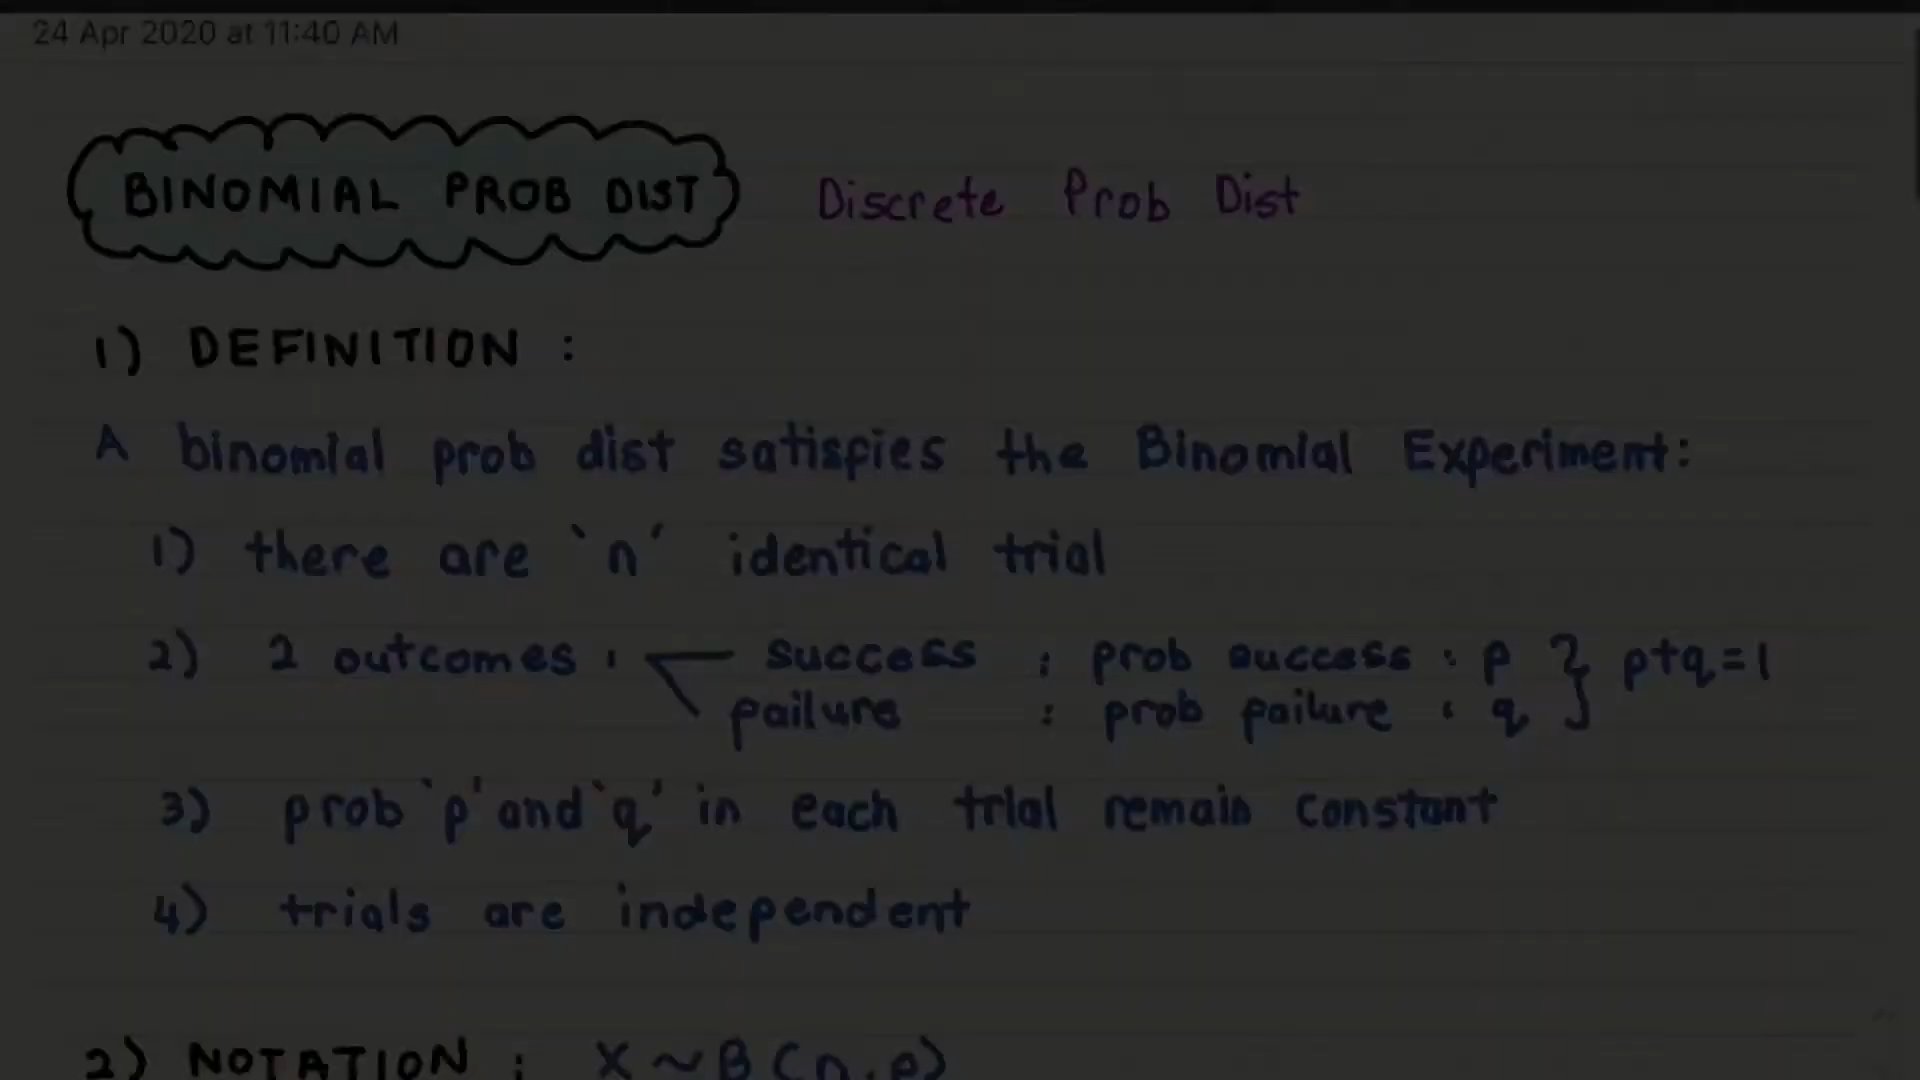 24 Apr 2020 at 11:40 AM
BINOMIAL PROB DIST Discrete Prob Dist
1) DEFINITION :
A binomial prob dist satisfies the Binomial Experiment:
1) there are 'n' identical trial
2) 2 outcomes : success : prob success : p } p+q=1
failure : prob failure : q
3) prob 'p' and 'q' in each trial remain constant
4) trials are independent
2) NOTATION : X ~ B (n, p)